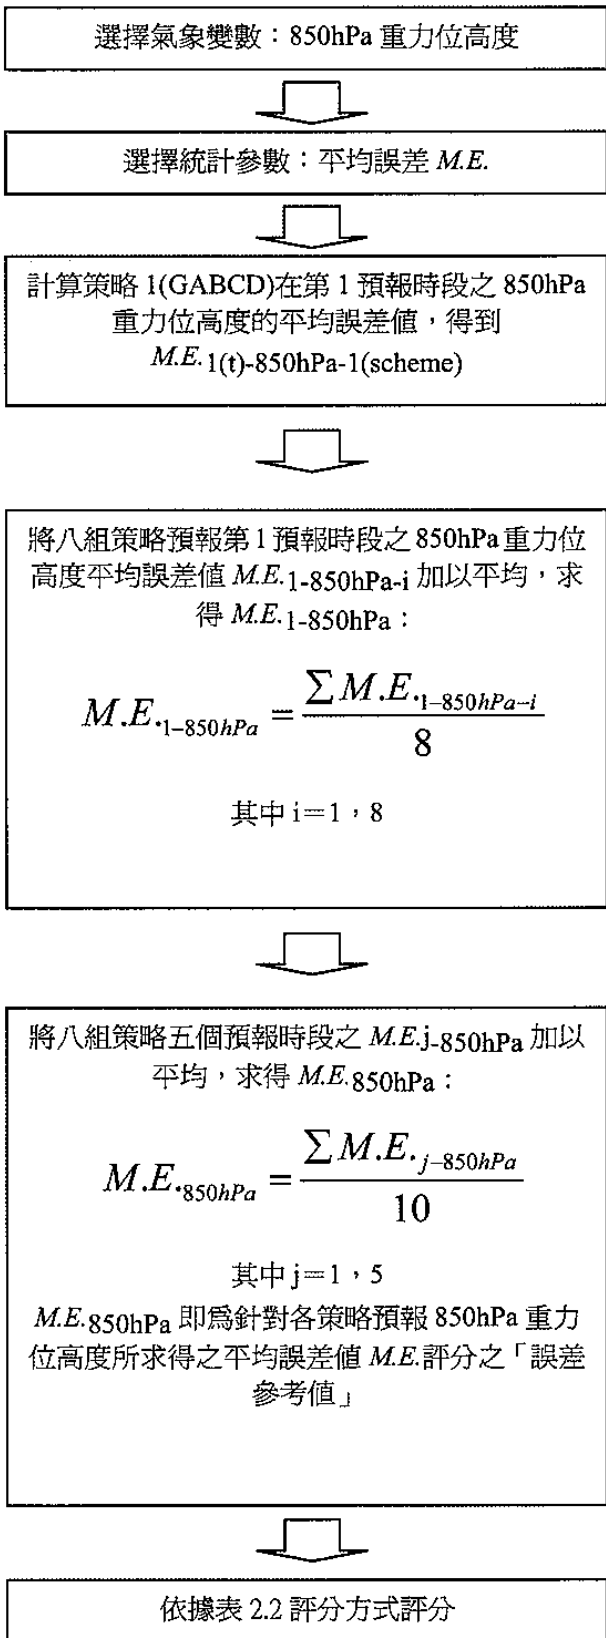 選擇氣象變數：850hPa 重力位高度
選擇統計參數：平均誤差 M.E.
計算策略 1(GABCD)在第 1 預報時段之 850hPa
重力位高度的平均誤差值，得到
M.E.1(t)-850hPa-1(scheme)
將八組策略預報第 1 預報時段之 850hPa 重力位
高度平均誤差值 M.E.1-850hPa-i 加以平均，求
得 M.E.1-850hPa：
M.E.1-850hPa = ∑ M.E.1-850hPa-i / 8
其中 i＝1，8
將八組策略五個預報時段之 M.E.j-850hPa 加以
平均，求得 M.E.850hPa：
M.E.850hPa = ∑ M.E.j-850hPa / 10
其中 j＝1，5
M.E.850hPa 即爲針對各策略預報 850hPa 重力
位高度所求得之平均誤差值 M.E.評分之「誤差
參考值」
依據表 2.2 評分方式評分